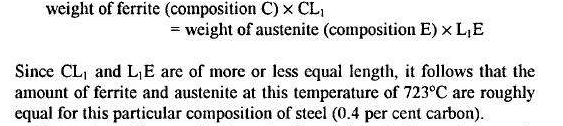 weight of ferrite (composition C) × CL₁
= weight of austenite (composition E) × L₁E
Since CL₁ and L₁E are of more or less equal length, it follows that the
amount of ferrite and austenite at this temperature of 723°C are roughly
equal for this particular composition of steel (0.4 per cent carbon).